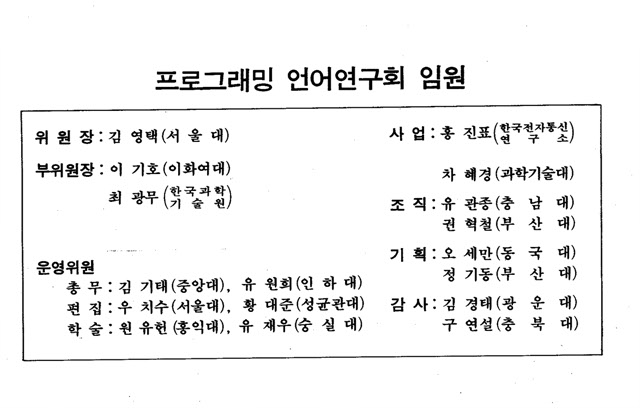 프로그래밍 언어연구회 임원
위 원 장 : 김 영택 (서 울 대)
부위원장 : 이 기호 (이화여대)
최 광무 (한국과학
기 술 원)
운영위원
총 무 : 김 기태 (중앙대), 유 원희 (인 하 대)
편 집 : 우 치수 (서울대), 황 대준 (성균관대)
학 술 : 원 유헌 (홍익대), 유 재우 (숭 실 대)
사 업 : 홍 진표 (한국전자통신
연 구 소)
차 혜경 (과학기술대)
조 직 : 유 관종 (충 남 대)
권 혁철 (부 산 대)
기 획 : 오 세만 (동 국 대)
정 기동 (부 산 대)
감 사 : 김 경태 (광 운 대)
구 연설 (충 북 대)